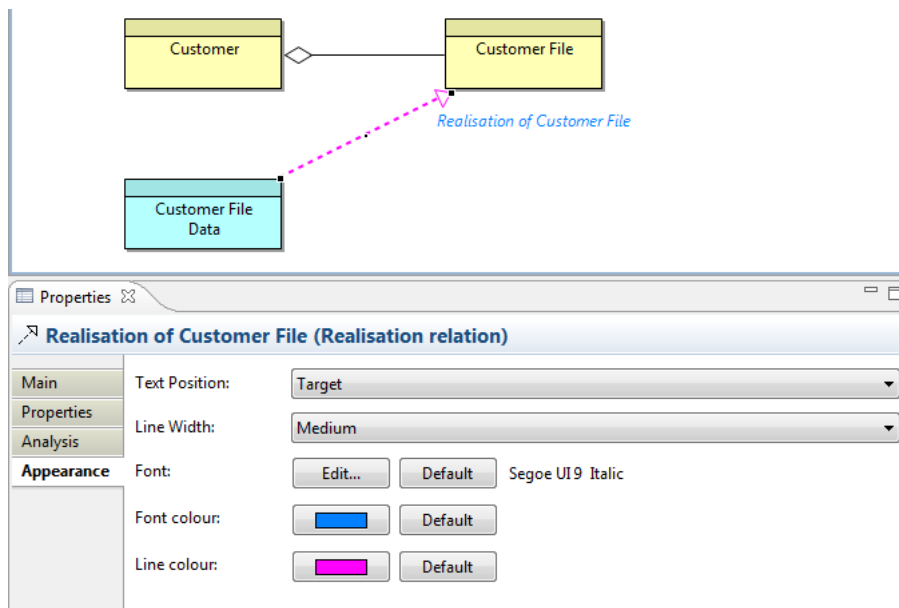 Customer
Customer File
Realisation of Customer File
Customer File
Data
Properties
Realisation of Customer File (Realisation relation)
Main
Properties
Analysis
Appearance
Text Position:
Target
Line Width:
Medium
Font:
Edit...
Default
Segoe UI 9 Italic
Font colour:
Default
Line colour:
Default